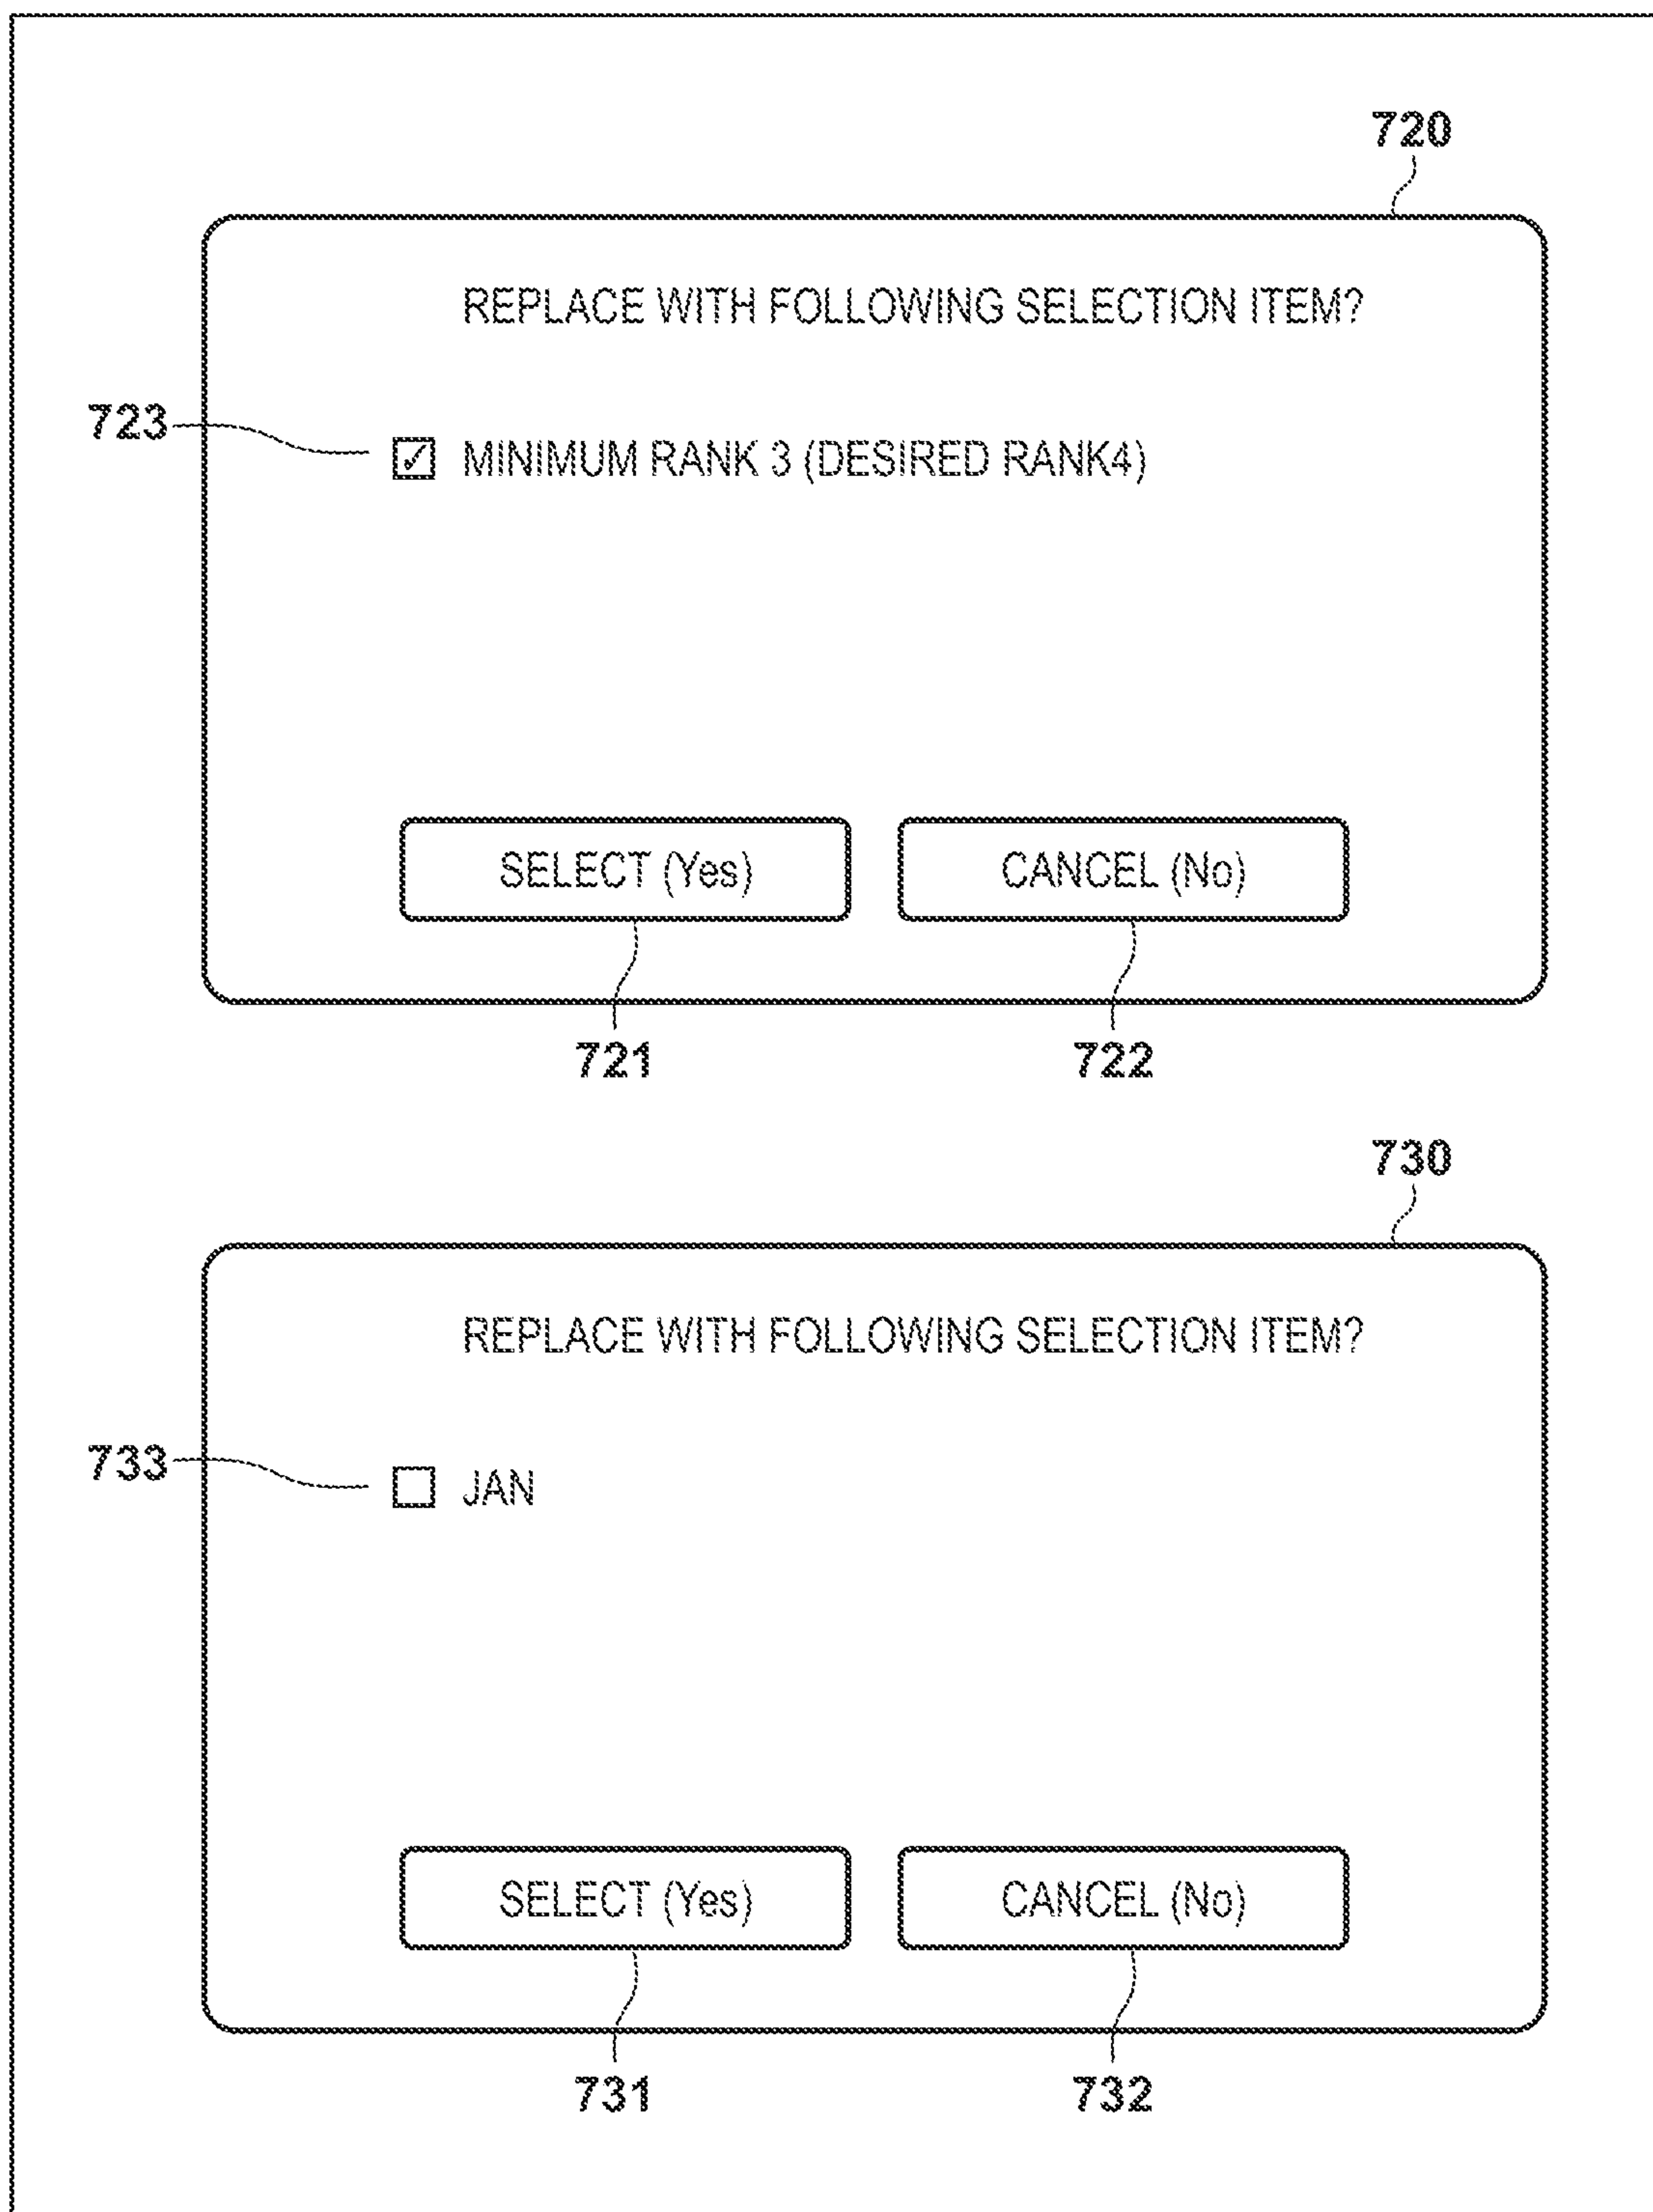 720
REPLACE WITH FOLLOWING SELECTION ITEM?
723
MINIMUM RANK 3 (DESIRED RANK4)
SELECT (Yes) CANCEL (No)
721 722
730
REPLACE WITH FOLLOWING SELECTION ITEM?
733
JAN
SELECT (Yes) CANCEL (No)
731 732